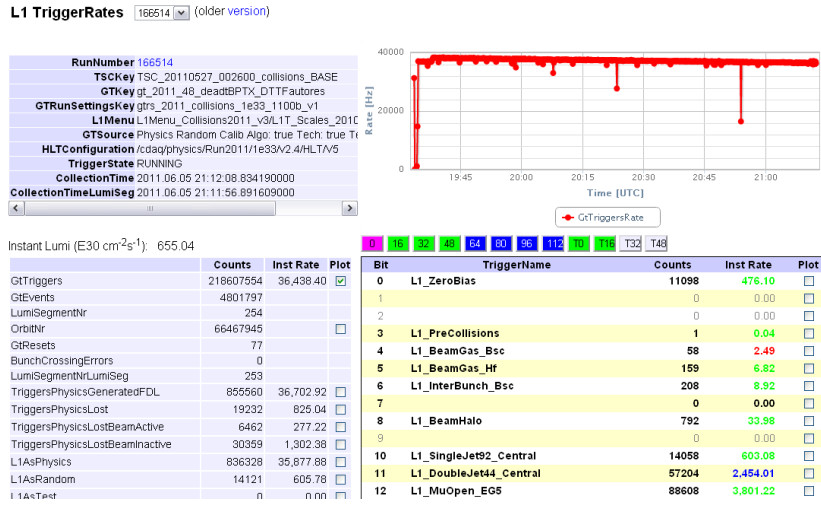 L1 TriggerRates 166514 (older version)
RunNumber 166514
TSCKey TSC_20110527_002600_collisions_BASE
GTKey gt_2011_48_deadtBPTX_DTTFautores
GTRunSettingsKey gtrs_2011_collisions_1e33_1100b_v1
L1Menu L1Menu_Collisions2011_v3/L1T_Scales_2010
GTSource Physics Random Calib Algo: true Tech: true Te
HLTConfiguration /cdaq/physics/Run2011/1e33/v2.4/HLT/V5
TriggerState RUNNING
CollectionTime 2011.06.05 21:12:08.834190000
CollectionTimeLumiSeg 2011.06.05 21:11:56.891609000
40000
20000
0
Rate [Hz]
19:45 20:00 20:15 20:30 20:45 21:00
Time [UTC]
GtTriggersRate
Instant Lumi (E30 cm-2s-1): 655.04
Counts Inst Rate Plot
GtTriggers 218607554 36,438.40
GtEvents 4801797
LumiSegmentNr 254
OrbitNr 66467945
GtResets 77
BunchCrossingErrors 0
LumiSegmentNrLumiSeg 253
TriggersPhysicsGeneratedFDL 855560 36,702.92
TriggersPhysicsLost 19232 825.04
TriggersPhysicsLostBeamActive 6462 277.22
TriggersPhysicsLostBeamInactive 30359 1,302.38
L1AsPhysics 836328 35,877.88
L1AsRandom 14121 605.78
L1AsTest 0 0.00
0 16 32 48 64 80 96 112 T0 T16 T32 T48
Bit TriggerName Counts Inst Rate Plot
0 L1_ZeroBias 11098 476.10
1 0 0.00
2 0 0.00
3 L1_PreCollisions 1 0.04
4 L1_BeamGas_Bsc 58 2.49
5 L1_BeamGas_Hf 159 6.82
6 L1_InterBunch_Bsc 208 8.92
7 0 0.00
8 L1_BeamHalo 792 33.98
9 0 0.00
10 L1_SingleJet92_Central 14058 603.08
11 L1_DoubleJet44_Central 57204 2,454.01
12 L1_MuOpen_EG5 88608 3,801.22